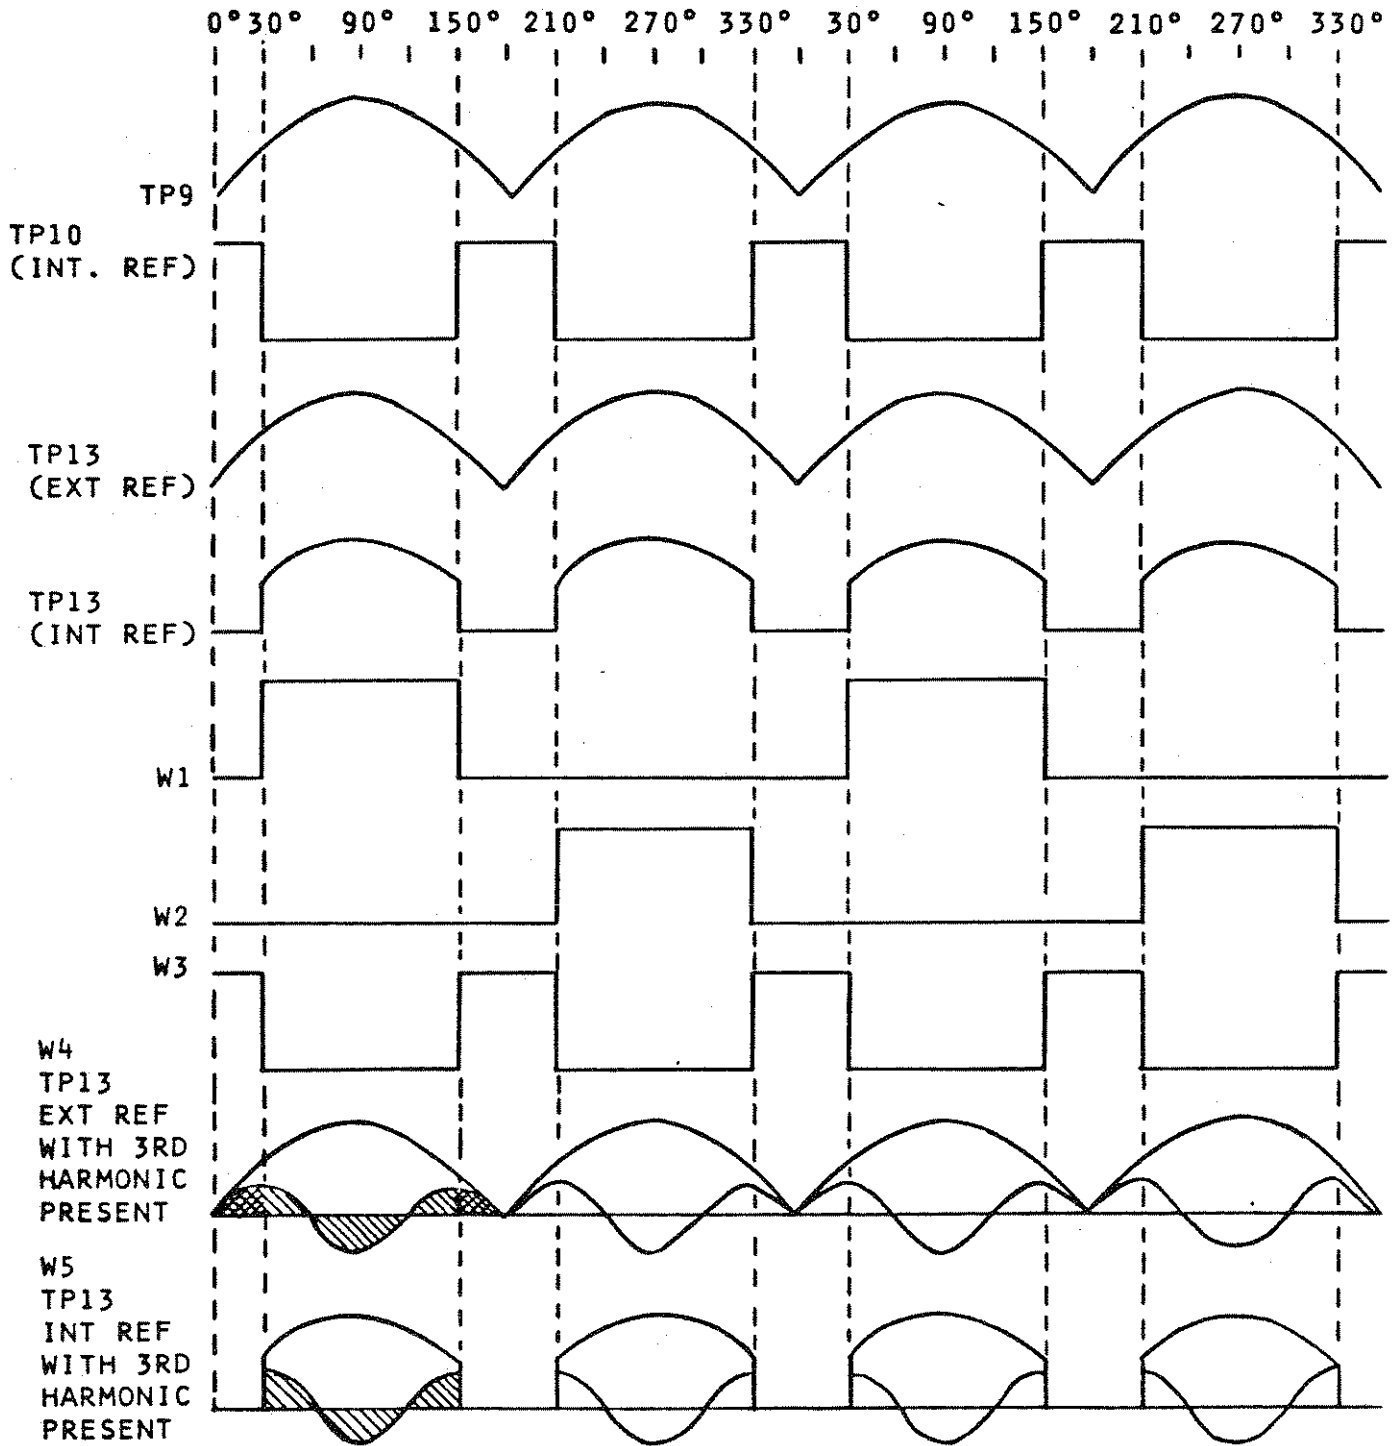 0° 30° 90° 150° 210° 270° 330° 30° 90° 150° 210° 270° 330°
TP9
TP10
(INT. REF)
TP13
(EXT REF)
TP13
(INT REF)
W1
W2
W3
W4
TP13
EXT REF
WITH 3RD
HARMONIC
PRESENT
W5
TP13
INT REF
WITH 3RD
HARMONIC
PRESENT